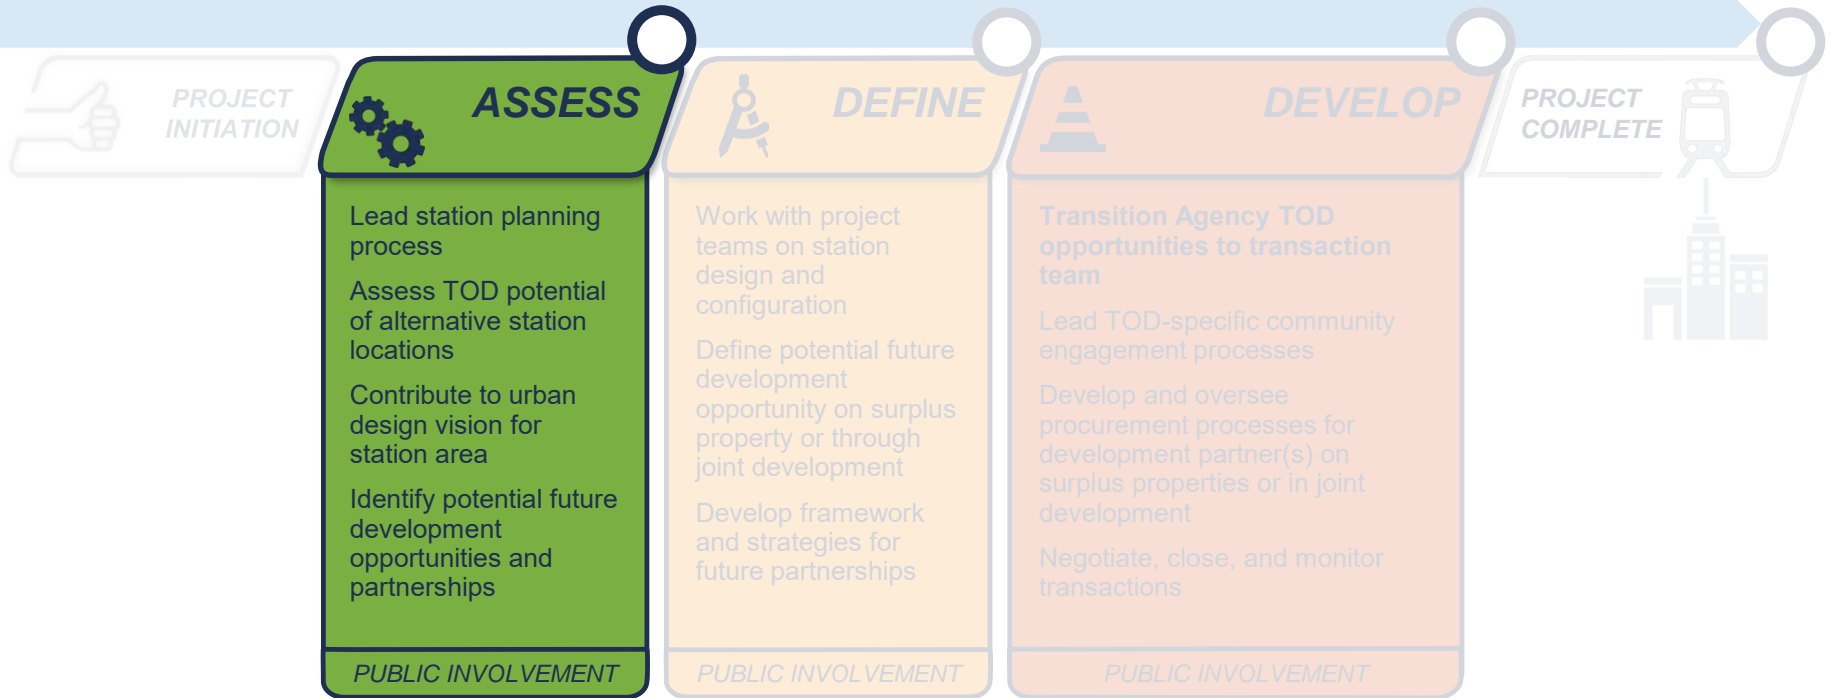 PROJECT
INITIATION
ASSESS
Lead station planning
process
Assess TOD potential
of alternative station
locations
Contribute to urban
design vision for
station area
Identify potential future
development
opportunities and
partnerships
PUBLIC INVOLVEMENT
DEFINE
Work with project
teams on station
design and
configuration
Define potential future
development
opportunity on surplus
property or through
joint development
Develop framework
and strategies for
future partnerships
PUBLIC INVOLVEMENT
DEVELOP
Transition Agency TOD
opportunities to transaction
team
Lead TOD-specific community
engagement processes
Develop and oversee
procurement processes for
development partner(s) on
surplus properties or in joint
development
Negotiate, close, and monitor
transactions
PUBLIC INVOLVEMENT
PROJECT
COMPLETE